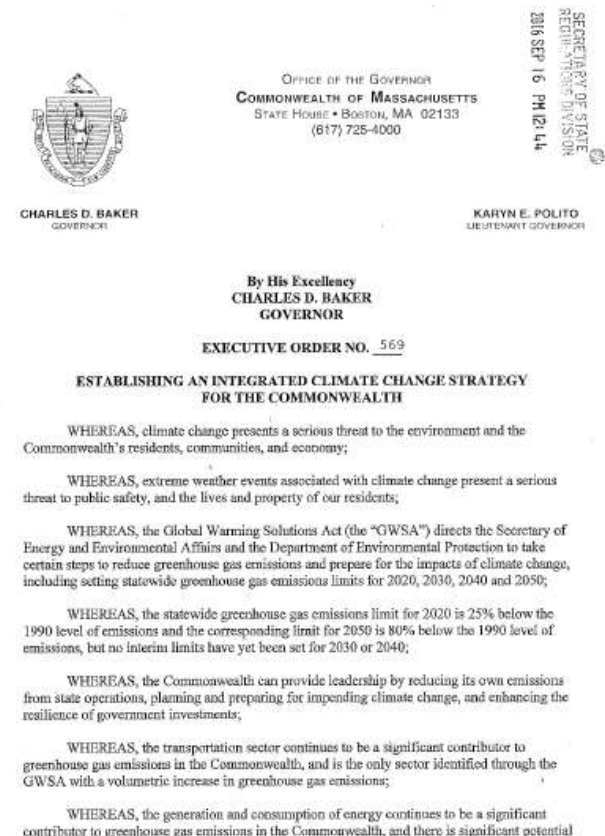 SECRETARY OF STATE
REGULATIONS DIVISION
2016 SEP 16 PM 12:44
OFFICE OF THE GOVERNOR
COMMONWEALTH OF MASSACHUSETTS
STATE HOUSE • BOSTON, MA 02133
(617) 725-4000
CHARLES D. BAKER
GOVERNOR
KARYN E. POLITO
LIEUTENANT GOVERNOR
By His Excellency
CHARLES D. BAKER
GOVERNOR
EXECUTIVE ORDER NO. 569
ESTABLISHING AN INTEGRATED CLIMATE CHANGE STRATEGY
FOR THE COMMONWEALTH
WHEREAS, climate change presents a serious threat to the environment and the
Commonwealth's residents, communities, and economy;
WHEREAS, extreme weather events associated with climate change present a serious
threat to public safety, and the lives and property of our residents;
WHEREAS, the Global Warming Solutions Act (the "GWSA") directs the Secretary of
Energy and Environmental Affairs and the Department of Environmental Protection to take
certain steps to reduce greenhouse gas emissions and prepare for the impacts of climate change,
including setting statewide greenhouse gas emissions limits for 2020, 2030, 2040 and 2050;
WHEREAS, the statewide greenhouse gas emissions limit for 2020 is 25% below the
1990 level of emissions and the corresponding limit for 2050 is 80% below the 1990 level of
emissions, but no interim limits have yet been set for 2030 or 2040;
WHEREAS, the Commonwealth can provide leadership by reducing its own emissions
from state operations, planning and preparing for impending climate change, and enhancing the
resilience of government investments;
WHEREAS, the transportation sector continues to be a significant contributor to
greenhouse gas emissions in the Commonwealth, and is the only sector identified through the
GWSA with a volumetric increase in greenhouse gas emissions;
WHEREAS, the generation and consumption of energy continues to be a significant
contributor to greenhouse gas emissions in the Commonwealth, and there is significant potential